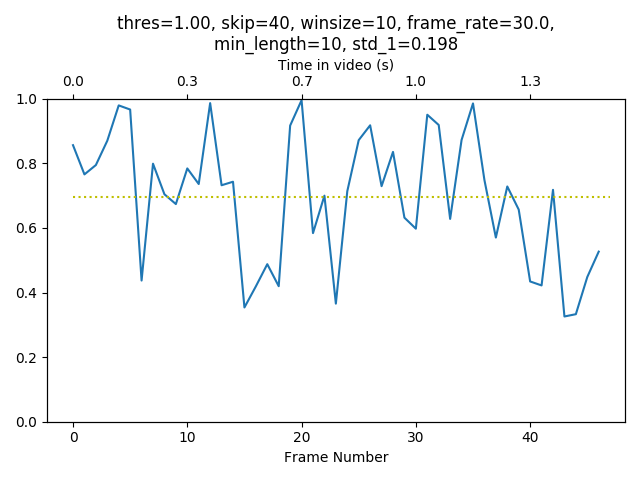 thres=1.00, skip=40, winsize=10, frame_rate=30.0,
min_length=10, std_1=0.198
Time in video (s)
0.0 0.3 0.7 1.0 1.3
1.0
0.8
0.6
0.4
0.2
0.0
0 10 20 30 40
Frame Number